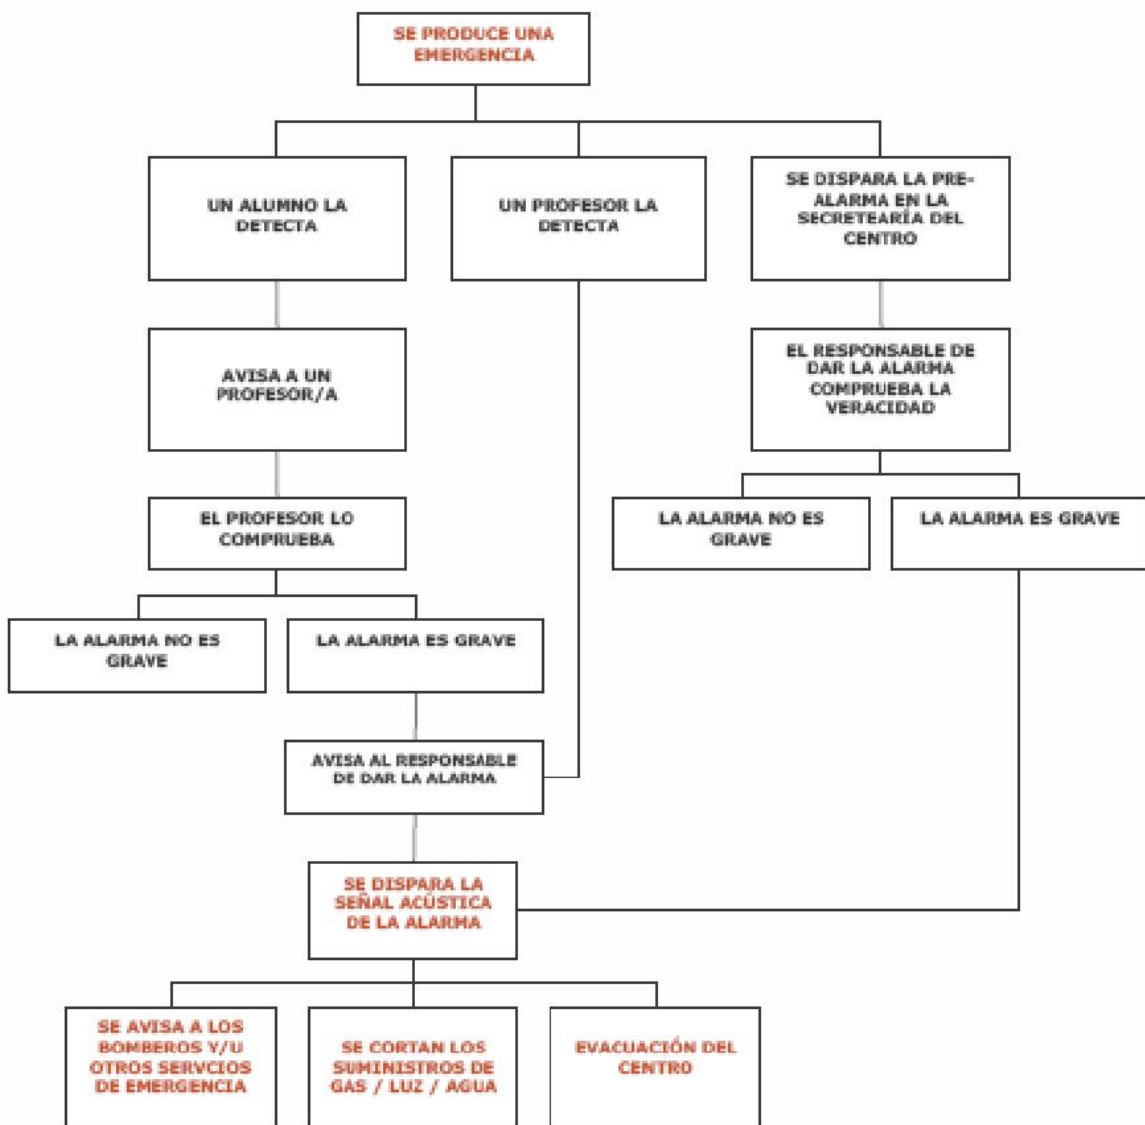 SE PRODUCE UNA
EMERGENCIA
UN ALUMNO LA
DETECTA
UN PROFESOR LA
DETECTA
SE DISPARA LA PRE-
ALARMA EN LA
SECRETEARÍA DEL
CENTRO
AVISA A UN
PROFESOR/A
EL RESPONSABLE DE
DAR LA ALARMA
COMPRUEBA LA
VERACIDAD
EL PROFESOR LO
COMPRUEBA
LA ALARMA NO ES
GRAVE
LA ALARMA ES GRAVE
LA ALARMA NO ES
GRAVE
LA ALARMA ES GRAVE
AVISA AL RESPONSABLE
DE DAR LA ALARMA
SE DISPARA LA
SEÑAL ACÚSTICA
DE LA ALARMA
SE AVISA A LOS
BOMBEROS Y/U
OTROS SERVCIOS
DE EMERGENCIA
SE CORTAN LOS
SUMINISTROS DE
GAS / LUZ / AGUA
EVACUACIÓN DEL
CENTRO